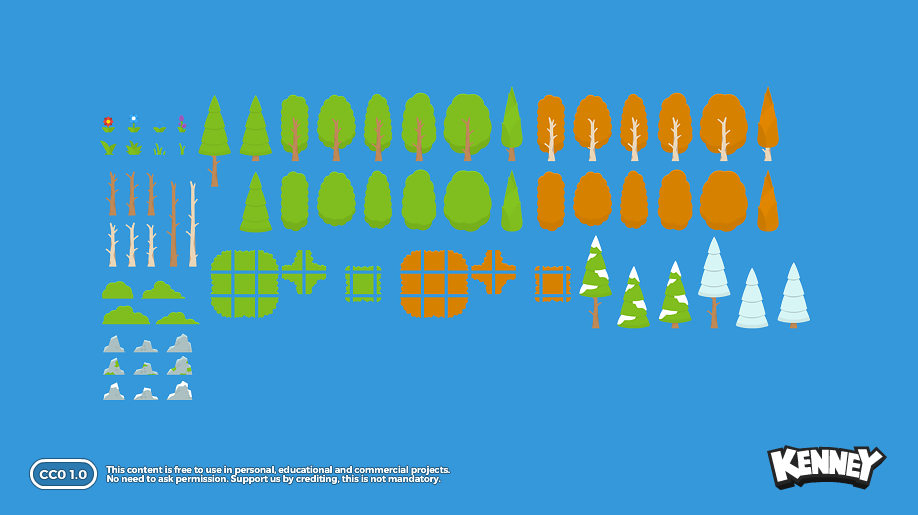 CC0 1.0
This content is free to use in personal, educational and commercial projects.
No need to ask permission. Support us by crediting, this is not mandatory.
KENNEY